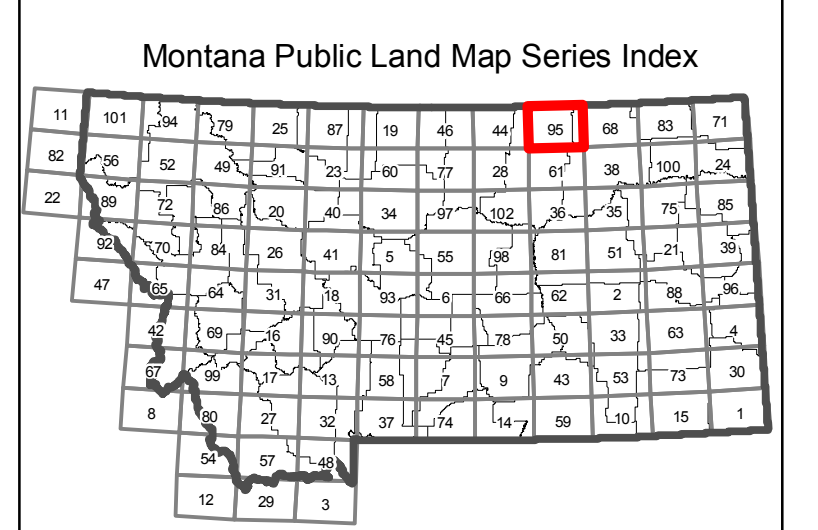 Montana Public Land Map Series Index
11 101 94 79 25 87 19 46 44 95 68 83 71
82 56 52 49 91 23 60 77 28 61 38 100 24
22 89 72 86 20 40 34 97 102 36 35 75 85
92 70 84 26 41 5 55 98 81 51 21 39
47 65 64 31 18 93 6 66 62 2 88 96
42 69 16 90 76 45 78 50 33 63 4
67 99 17 13 58 7 9 43 53 73 30
8 80 27 32 37 74 14 59 10 15 1
54 57 48
12 29 3